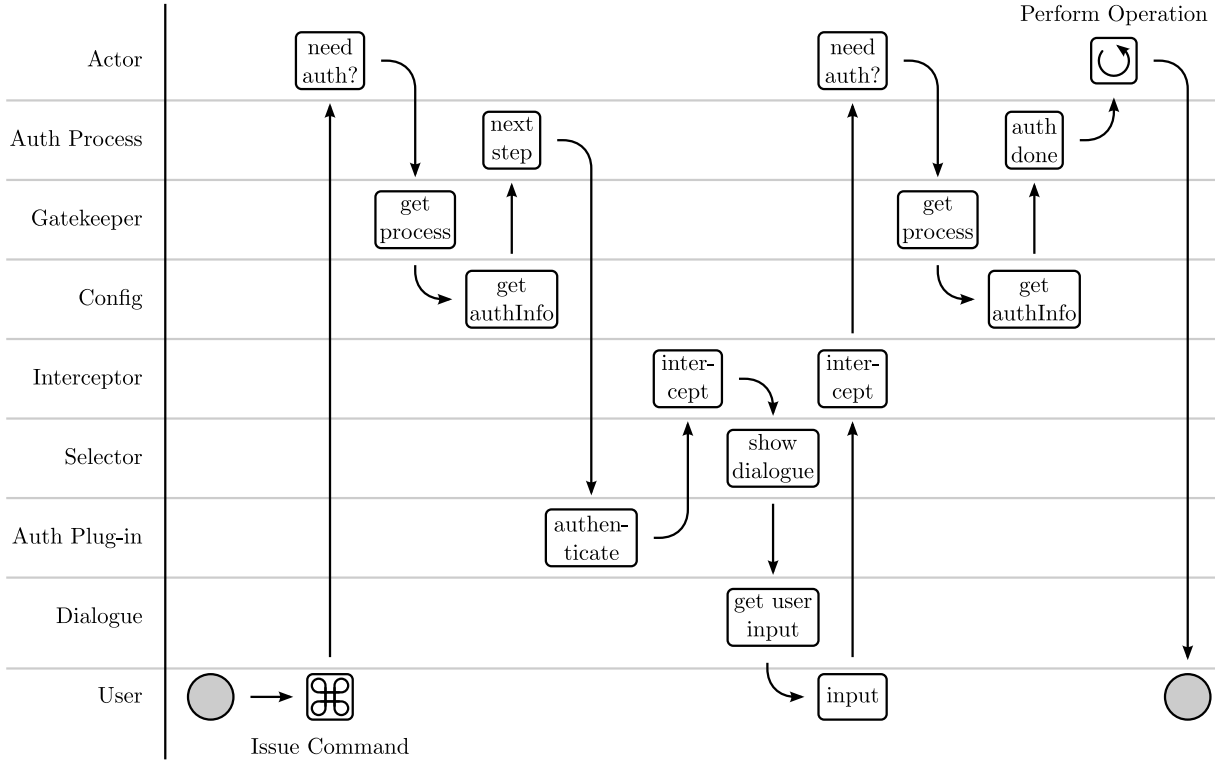 Perform Operation
Actor
need
auth?
need
auth?
Auth Process
next
step
auth
done
Gatekeeper
get
process
get
process
Config
get
authInfo
get
authInfo
Interceptor
inter-
cept
inter-
cept
Selector
show
dialogue
Auth Plug-in
authen-
ticate
Dialogue
get user
input
User
input
Issue Command